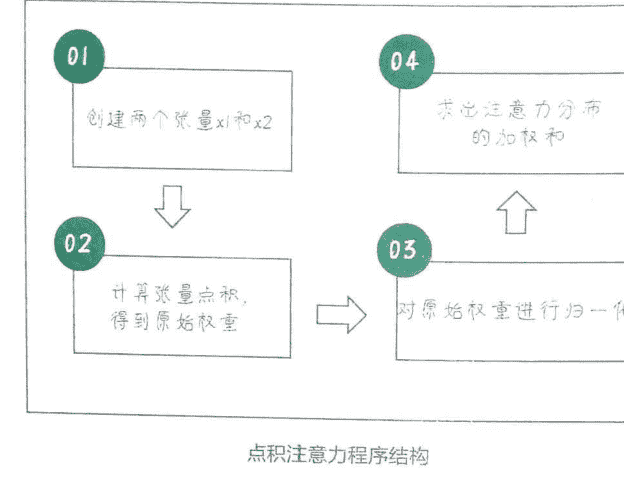 01
创建两个张量x1和x2
02
计算张量点积,
得到原始权重
03
对原始权重进行归一化
04
求出注意力分布
的加权和
点积注意力程序结构